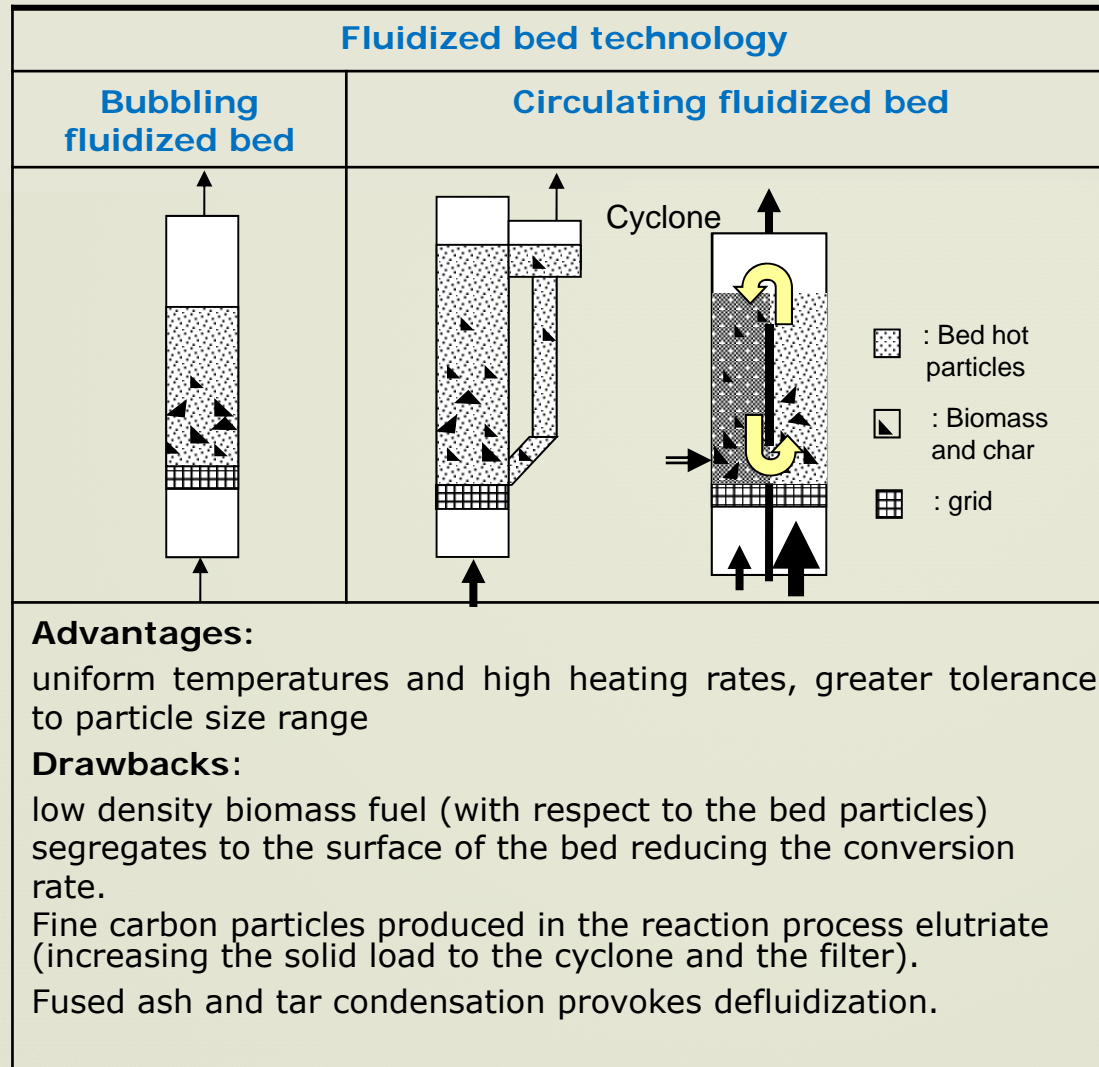 Fluidized bed technology
Bubbling
fluidized bed
Circulating fluidized bed
Cyclone
: Bed hot
particles
: Biomass
and char
: grid
Advantages:
uniform temperatures and high heating rates, greater tolerance
to particle size range
Drawbacks:
low density biomass fuel (with respect to the bed particles)
segregates to the surface of the bed reducing the conversion
rate.
Fine carbon particles produced in the reaction process elutriate
(increasing the solid load to the cyclone and the filter).
Fused ash and tar condensation provokes defluidization.